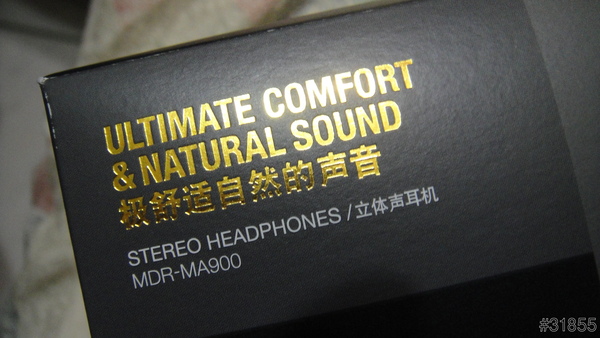 ULTIMATE COMFORT
& NATURAL SOUND
极舒适自然的声音
STEREO HEADPHONES / 立体声耳机
MDR-MA900
#31855